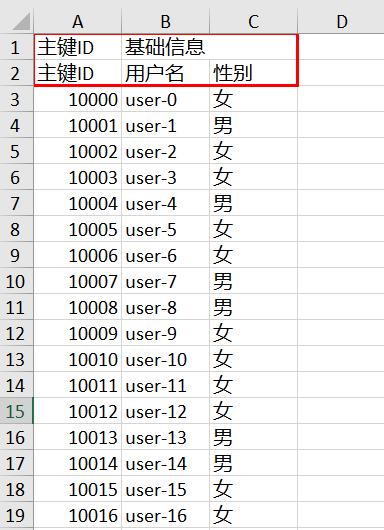 A B C D
1 主键ID 基础信息
2 主键ID 用户名 性别
3 10000 user-0 女
4 10001 user-1 男
5 10002 user-2 女
6 10003 user-3 女
7 10004 user-4 男
8 10005 user-5 女
9 10006 user-6 女
10 10007 user-7 男
11 10008 user-8 男
12 10009 user-9 女
13 10010 user-10 女
14 10011 user-11 女
15 10012 user-12 女
16 10013 user-13 男
17 10014 user-14 男
18 10015 user-15 女
19 10016 user-16 女